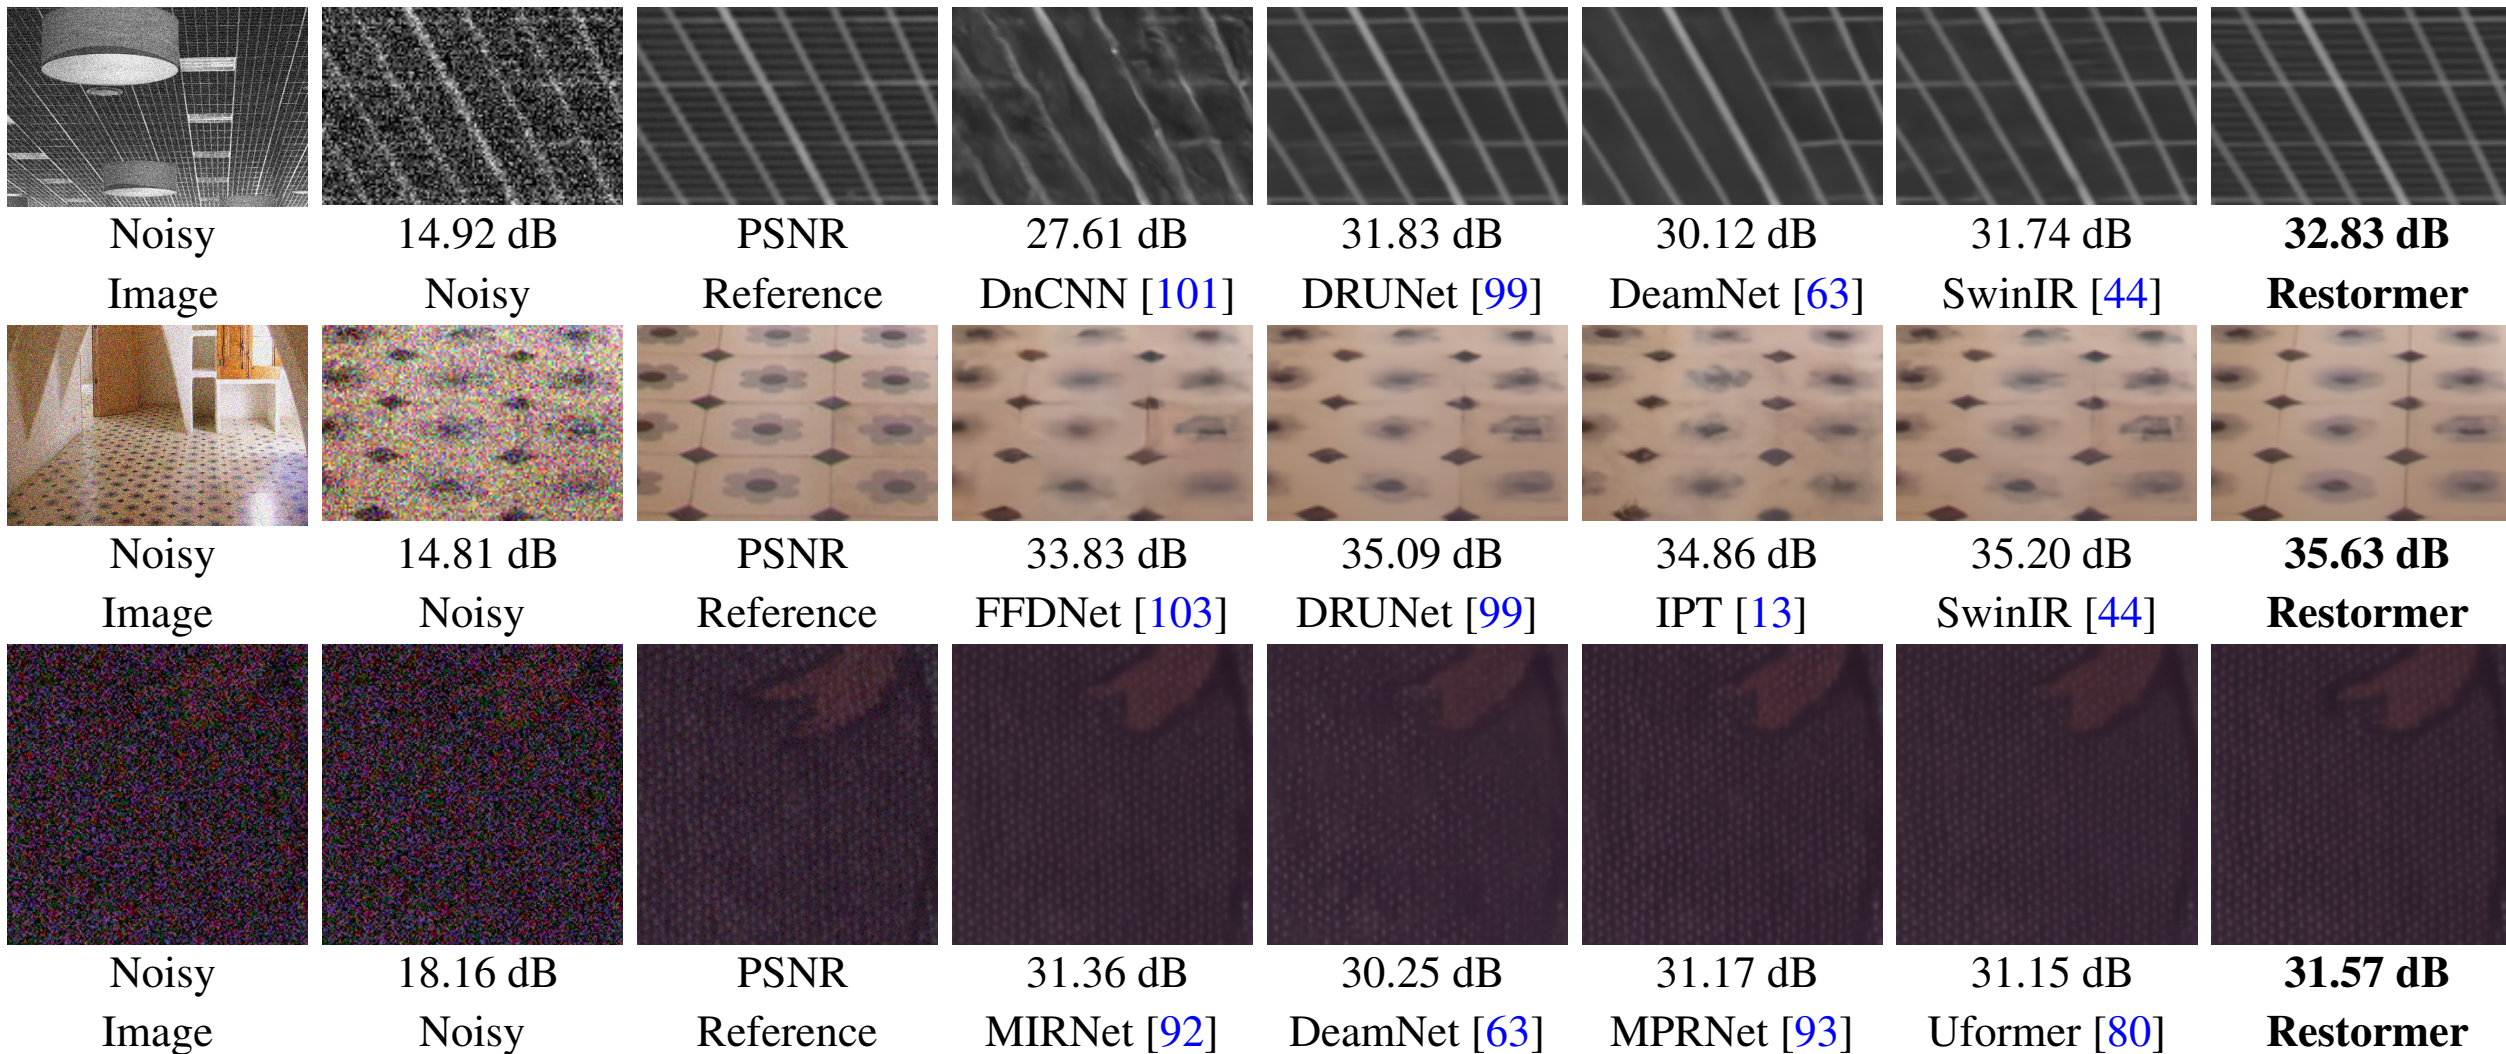 Noisy 14.92 dB PSNR 27.61 dB 31.83 dB 30.12 dB 31.74 dB 32.83 dB
Image Noisy Reference DnCNN [101] DRUNet [99] DeamNet [63] SwinIR [44] Restormer
Noisy 14.81 dB PSNR 33.83 dB 35.09 dB 34.86 dB 35.20 dB 35.63 dB
Image Noisy Reference FFDNet [103] DRUNet [99] IPT [13] SwinIR [44] Restormer
Noisy 18.16 dB PSNR 31.36 dB 30.25 dB 31.17 dB 31.15 dB 31.57 dB
Image Noisy Reference MIRNet [92] DeamNet [63] MPRNet [93] Uformer [80] Restormer